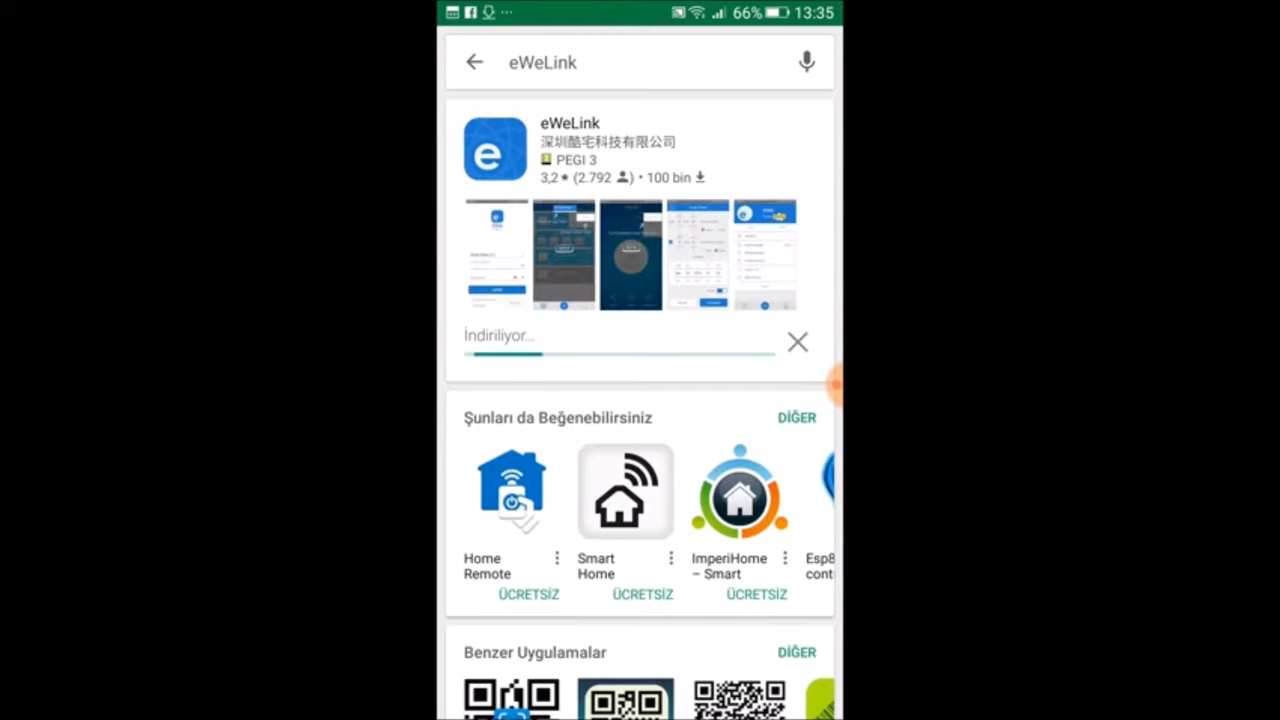 66% 13:35
eWeLink
eWeLink
深圳酷宅科技有限公司
PEGI 3
3,2 ★ (2.792) • 100 bin
İndiriliyor...
Şunları da Beğenebilirsiniz DİĞER
Home Remote
ÜCRETSİZ
Smart Home
ÜCRETSİZ
ImperiHome – Smart
ÜCRETSİZ
Esp8
cont
Benzer Uygulamalar DİĞER